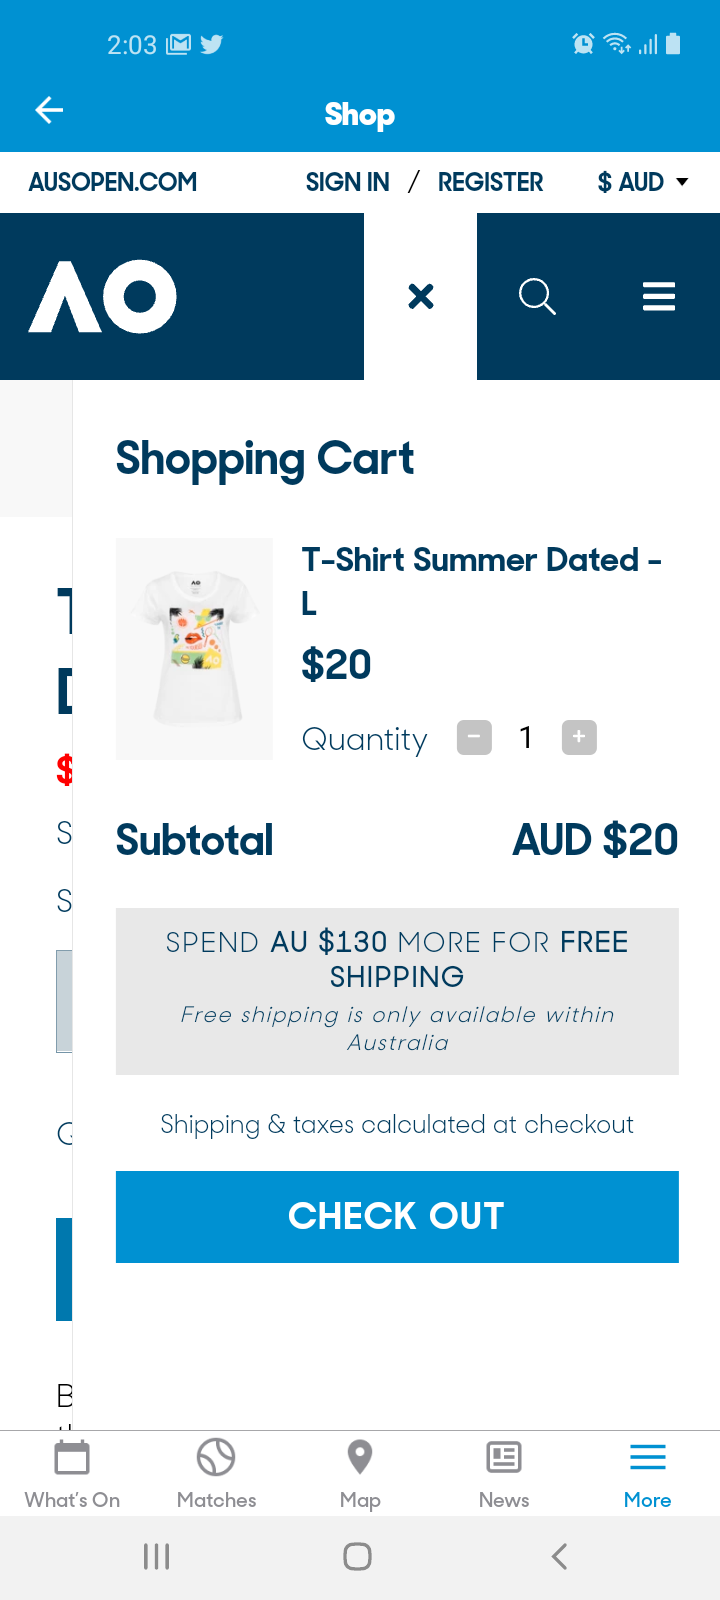 2:03
Shop
AUSOPEN.COM SIGN IN / REGISTER $ AUD
AO
Shopping Cart
T-Shirt Summer Dated -
L
$20
Quantity − 1 +
Subtotal AUD $20
SPEND AU $130 MORE FOR FREE
SHIPPING
Free shipping is only available within
Australia
Shipping & taxes calculated at checkout
CHECK OUT
What's On Matches Map News More